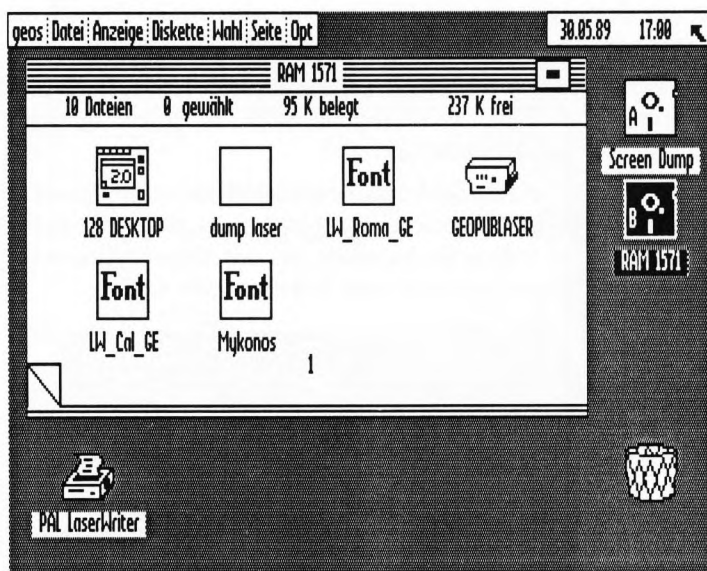 geos Datei Anzeige Diskette Wahl Seite Opt 30.05.89 17:00
RAM 1571
10 Dateien 0 gewählt 95 K belegt 237 K frei
2.0 Font
128 DESKTOP dump laser LW_Roma_GE GEOPUBLASER
Font Font
LW_Cal_GE Mykonos
1
A
Screen Dump
B
RAM 1571
PAL LaserWriter